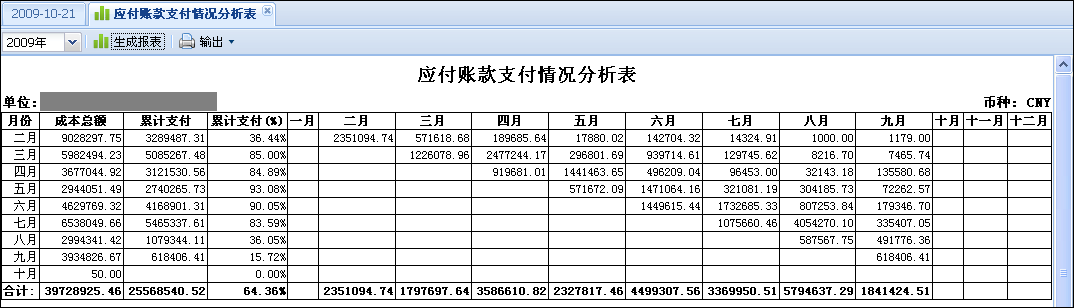 2009-10-21 应付账款支付情况分析表
2009年 生成报表 输出
应付账款支付情况分析表
单位: 币种: CNY
月份 成本总额 累计支付 累计支付(%) 一月 二月 三月 四月 五月 六月 七月 八月 九月 十月 十一月 十二月
二月 9028297.75 3289487.31 36.44% 2351094.74 571618.68 189685.64 17880.02 142704.32 14324.91 1000.00 1179.00
三月 5982494.23 5085267.48 85.00% 1226078.96 2477244.17 296801.69 939714.61 129745.62 8216.70 7465.74
四月 3677044.92 3121530.56 84.89% 919681.01 1441463.65 496209.04 96453.00 32143.18 135580.68
五月 2944051.49 2740265.73 93.08% 571672.09 1471064.16 321081.19 304185.73 72262.57
六月 4629769.32 4168901.31 90.05% 1449615.44 1732685.33 807253.84 179346.70
七月 6538049.66 5465337.61 83.59% 1075660.46 4054270.10 335407.05
八月 2994341.42 1079344.11 36.05% 587567.75 491776.36
九月 3934826.67 618406.41 15.72% 618406.41
十月 50.00 0.00%
合计: 39728925.46 25568540.52 64.36% 2351094.74 1797697.64 3586610.82 2327817.46 4499307.56 3369950.51 5794637.29 1841424.51